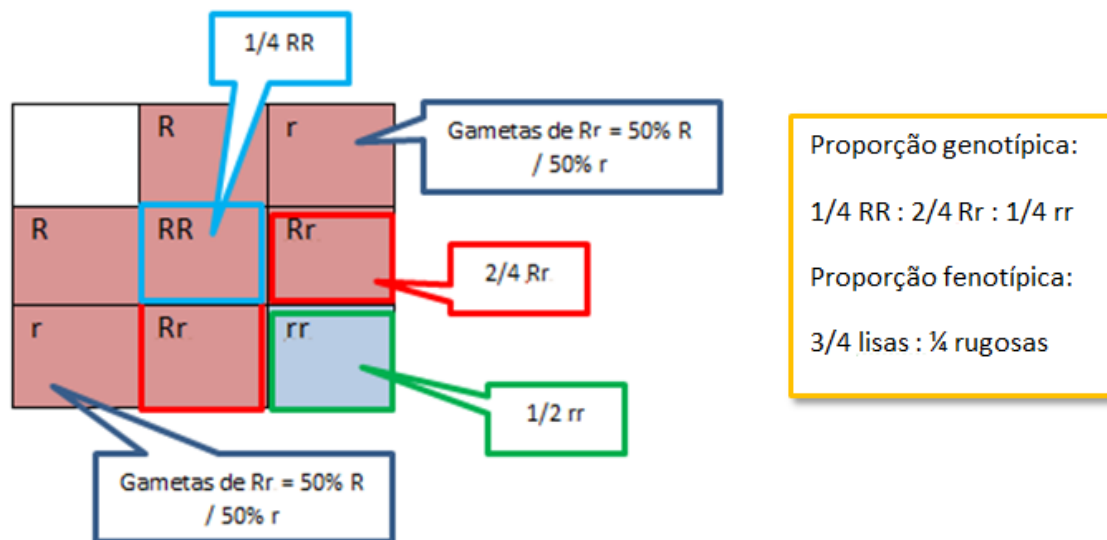 1/4 RR
R
r
Gametas de Rr = 50% R
/ 50% r
R
RR
Rr
2/4 Rr
r
Rr
rr
1/2 rr
Gametas de Rr = 50% R
/ 50% r
Proporção genotípica:
1/4 RR : 2/4 Rr : 1/4 rr
Proporção fenotípica:
3/4 lisas : ¼ rugosas